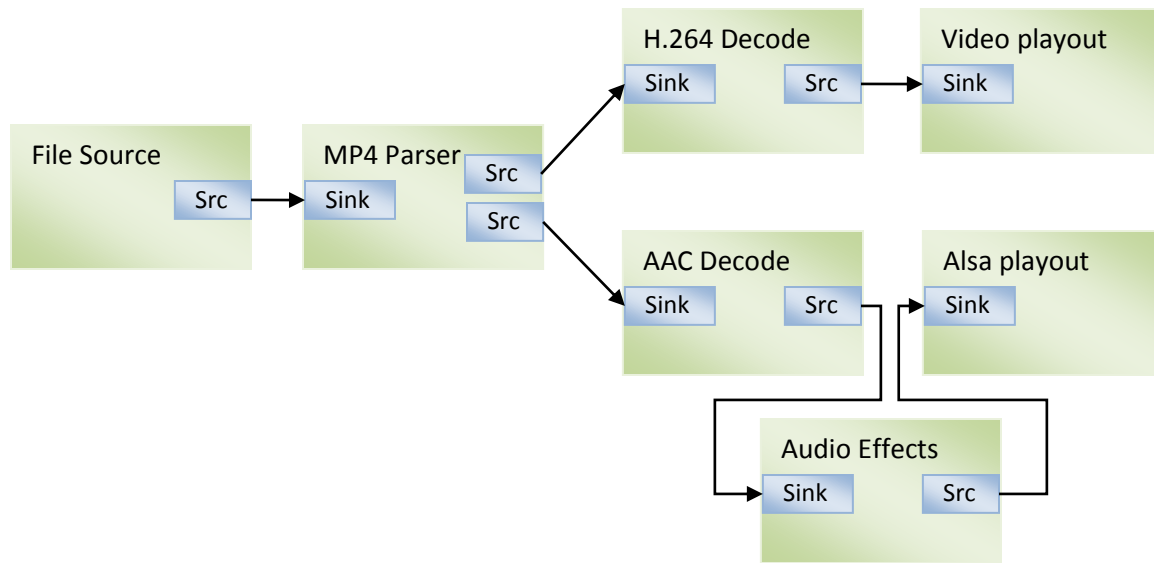 File Source
Src
MP4 Parser
Sink
Src
Src
H.264 Decode
Sink
Src
Video playout
Sink
AAC Decode
Sink
Src
Alsa playout
Sink
Audio Effects
Sink
Src